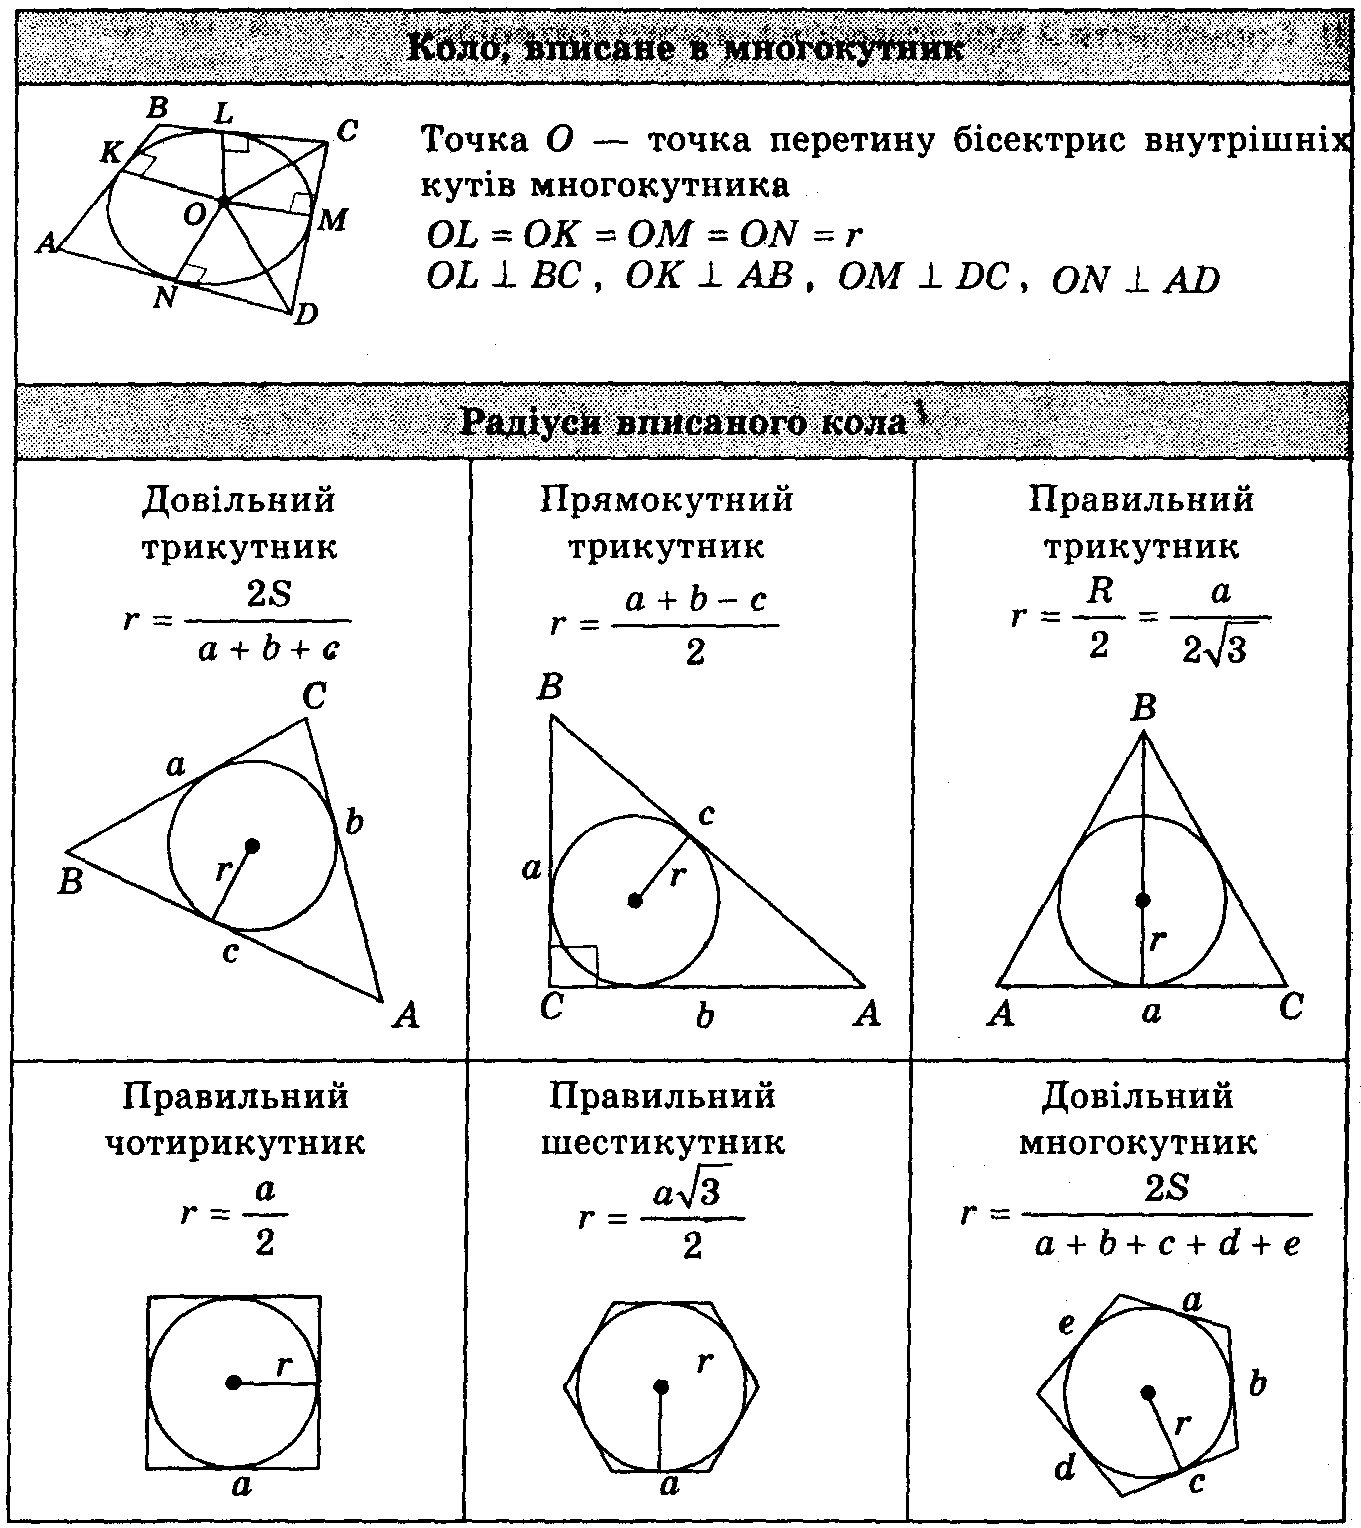 Коло, вписане в многокутник
B L C
K
O M
A
N D
Точка O — точка перетину бісектрис внутрішніх
кутів многокутника
OL = OK = OM = ON = r
OL ⊥ BC, OK ⊥ AB, OM ⊥ DC, ON ⊥ AD
Радіуси вписаного кола
Довільний
трикутник
r = 2S / (a + b + c)
C
a
b
r
B
c
A
Прямокутний
трикутник
r = (a + b − c) / 2
B
c
a
r
C b A
Правильний
трикутник
r = R/2 = a / (2√3)
B
r
A a C
Правильний
чотирикутник
r = a/2
r
a
Правильний
шестикутник
r = a√3 / 2
r
a
Довільний
многокутник
r = 2S / (a + b + c + d + e)
a
e
b
r
d
c